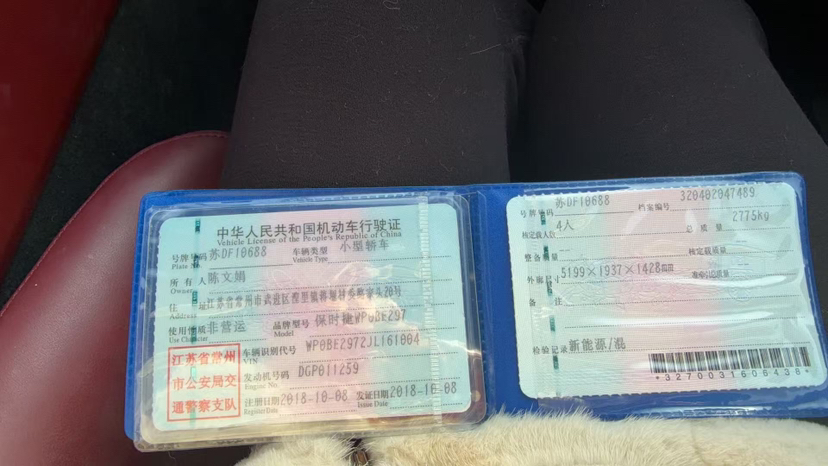 中华人民共和国机动车行驶证
Vehicle License of the People's Republic of China
号牌号码 苏DF10688 车辆类型 小型轿车
Plate No. Vehicle Type
所有人 陈文娟
Owner
住址 江苏省常州市武进区
Address
使用性质 非营运 品牌型号 保时捷WP0BE297
Use Character Model
车辆识别代号 WP0BE2972JL161004
VIN
发动机号码 DGP011259
Engine No.
注册日期 2018-10-08 发证日期 2018-10-08
Register Date Issue Date
江苏省常州
市公安局交
通警察支队
号牌号码 苏DF10688 档案编号 320402047489
核定载人数 4人 总质量 2775kg
整备质量 核定载质量
外廓尺寸 5199×1937×1428mm 准牵引总质量
备注
检验记录 新能源/混
*3270031606438*